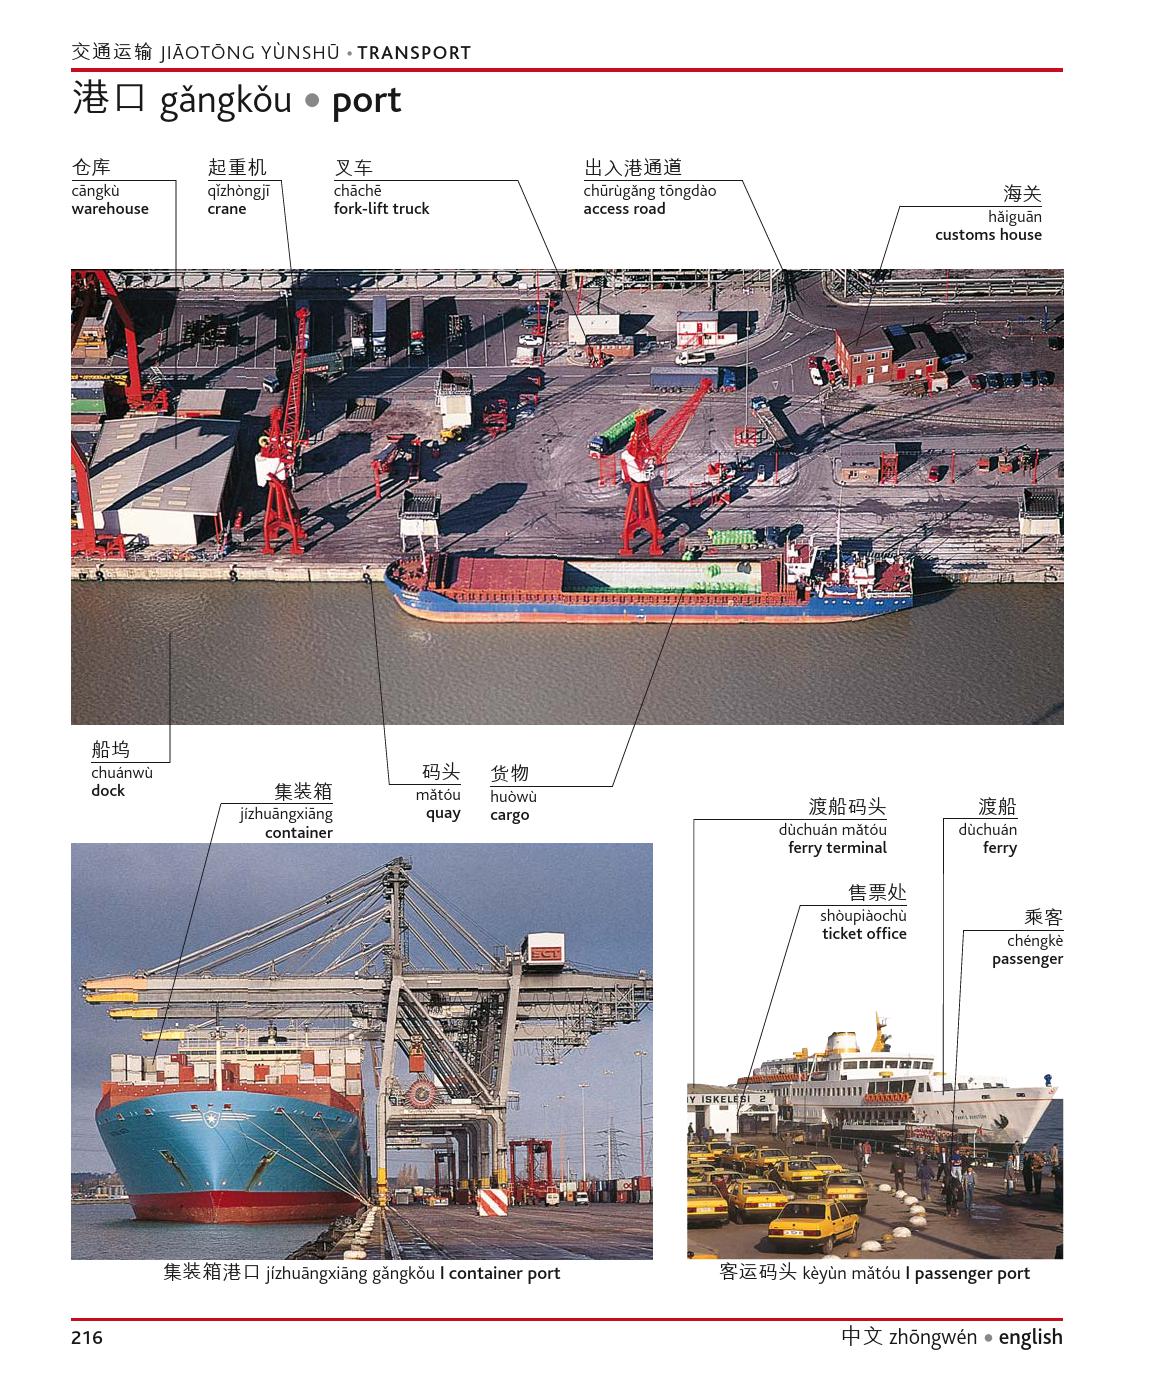 交通运输 JIĀOTŌNG YÙNSHŪ • TRANSPORT
港口 gǎngkǒu • port
仓库
cāngkù
warehouse
起重机
qǐzhòngjī
crane
叉车
chāchē
fork-lift truck
出入港通道
chūrùgǎng tōngdào
access road
海关
hǎiguān
customs house
船坞
chuánwù
dock
码头
mǎtóu
quay
货物
huòwù
cargo
集装箱
jízhuāngxiāng
container
渡船码头
dùchuán mǎtóu
ferry terminal
渡船
dùchuán
ferry
售票处
shòupiàochù
ticket office
乘客
chéngkè
passenger
ECT
Y İSKELESİ 2
集装箱港口 jízhuāngxiāng gǎngkǒu I container port
客运码头 kèyùn mǎtóu I passenger port
216
中文 zhōngwén • english